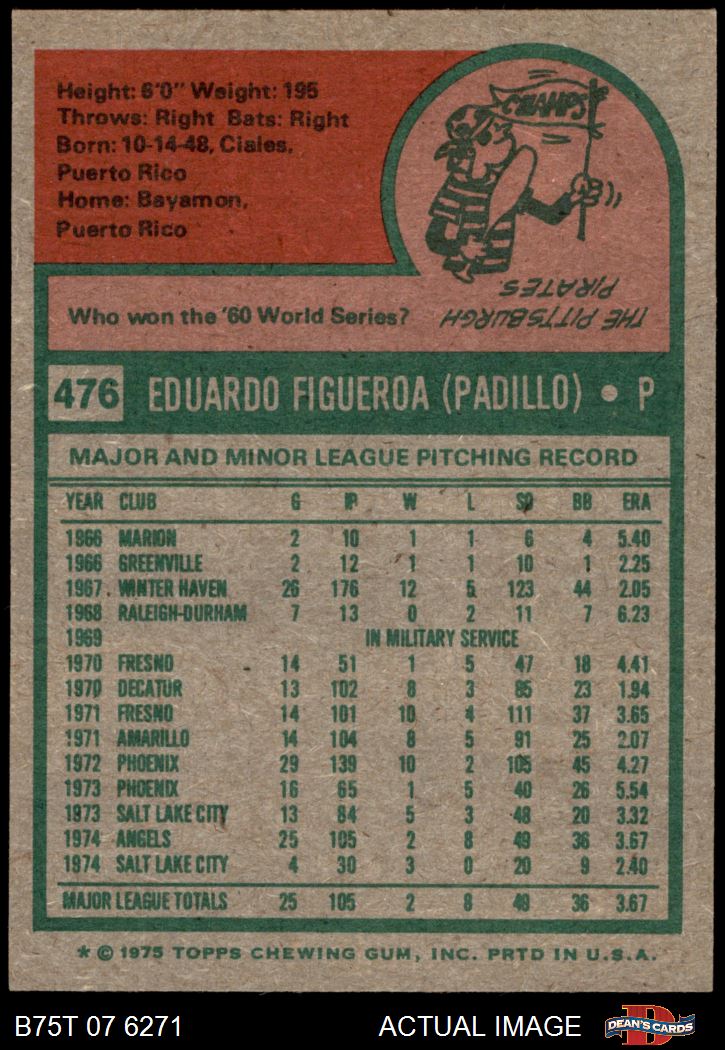 Height: 6'0" Weight: 195
Throws: Right Bats: Right
Born: 10-14-48, Ciales,
Puerto Rico
Home: Bayamon,
Puerto Rico
CHAMPS
Who won the '60 World Series?
THE PITTSBURGH
PIRATES.
476 EDUARDO FIGUEROA (PADILLO) • P
MAJOR AND MINOR LEAGUE PITCHING RECORD
YEAR CLUB G IP W L SO BB ERA
1966 MARION 2 10 1 1 6 4 5.40
1966 GREENVILLE 2 12 1 1 10 1 2.25
1967 WINTER HAVEN 26 176 12 5 123 44 2.05
1968 RALEIGH-DURHAM 7 13 0 2 11 7 6.23
1969 IN MILITARY SERVICE
1970 FRESNO 14 51 1 5 47 18 4.41
1970 DECATUR 13 102 8 3 85 23 1.94
1971 FRESNO 14 101 10 4 111 37 3.65
1971 AMARILLO 14 104 8 5 91 25 2.07
1972 PHOENIX 29 139 10 2 105 45 4.27
1973 PHOENIX 16 65 1 5 40 26 5.54
1973 SALT LAKE CITY 13 84 5 3 48 20 3.32
1974 ANGELS 25 105 2 8 49 36 3.67
1974 SALT LAKE CITY 4 30 3 0 20 9 2.40
MAJOR LEAGUE TOTALS 25 105 2 8 49 36 3.67
* © 1975 TOPPS CHEWING GUM, INC. PRTD IN U.S.A.
B75T 07 6271 ACTUAL IMAGE
D
DEAN'S CARDS